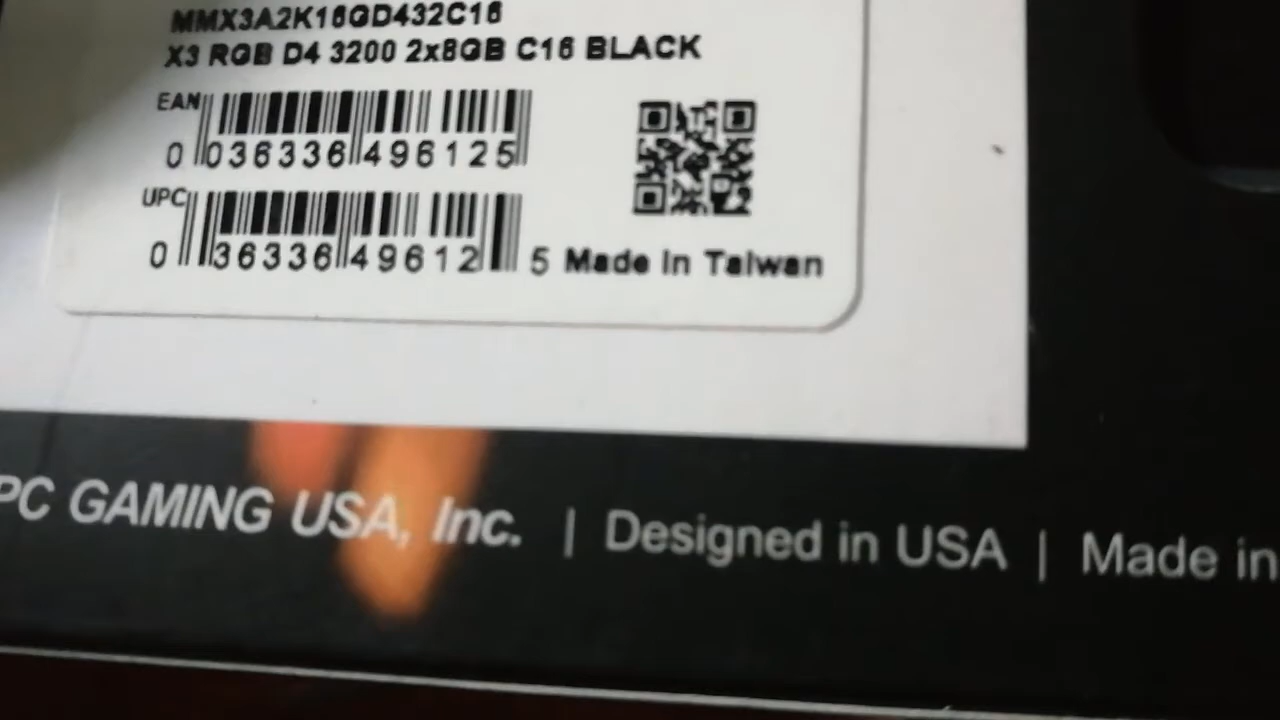 MMX3A2K16GD432C16
X3 RGB D4 3200 2x8GB C16 BLACK
EAN
0 036336 496125
UPC
0 36336 49612 5 Made in Taiwan
PC GAMING USA, Inc. | Designed in USA | Made in